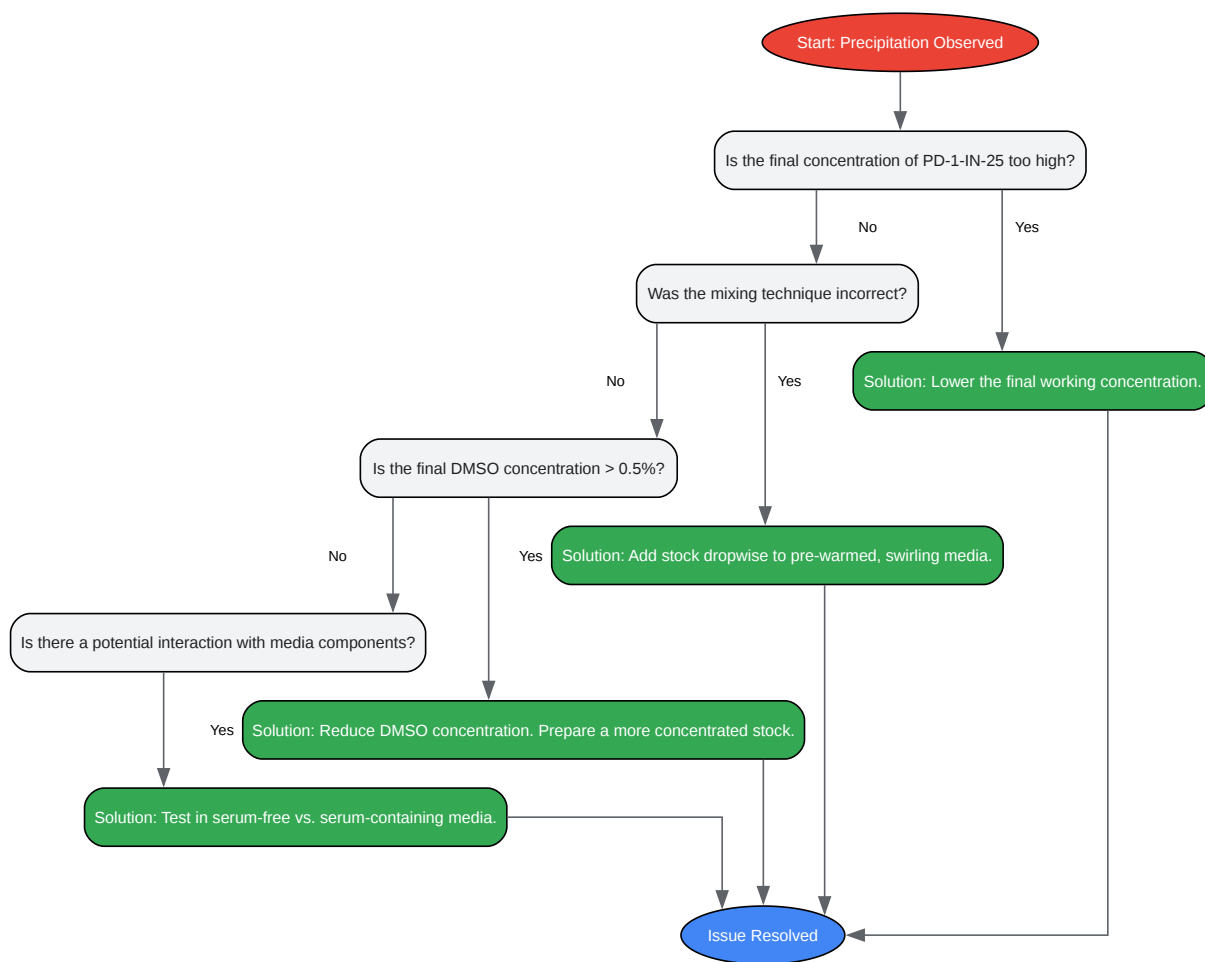 Start: Precipitation Observed
Is the final concentration of PD-1-IN-25 too high?
No
Yes
Was the mixing technique incorrect?
Solution: Lower the final working concentration.
No
Yes
Is the final DMSO concentration > 0.5%?
Solution: Add stock dropwise to pre-warmed, swirling media.
No
Yes
Is there a potential interaction with media components?
Solution: Reduce DMSO concentration. Prepare a more concentrated stock.
Yes
Solution: Test in serum-free vs. serum-containing media.
Issue Resolved